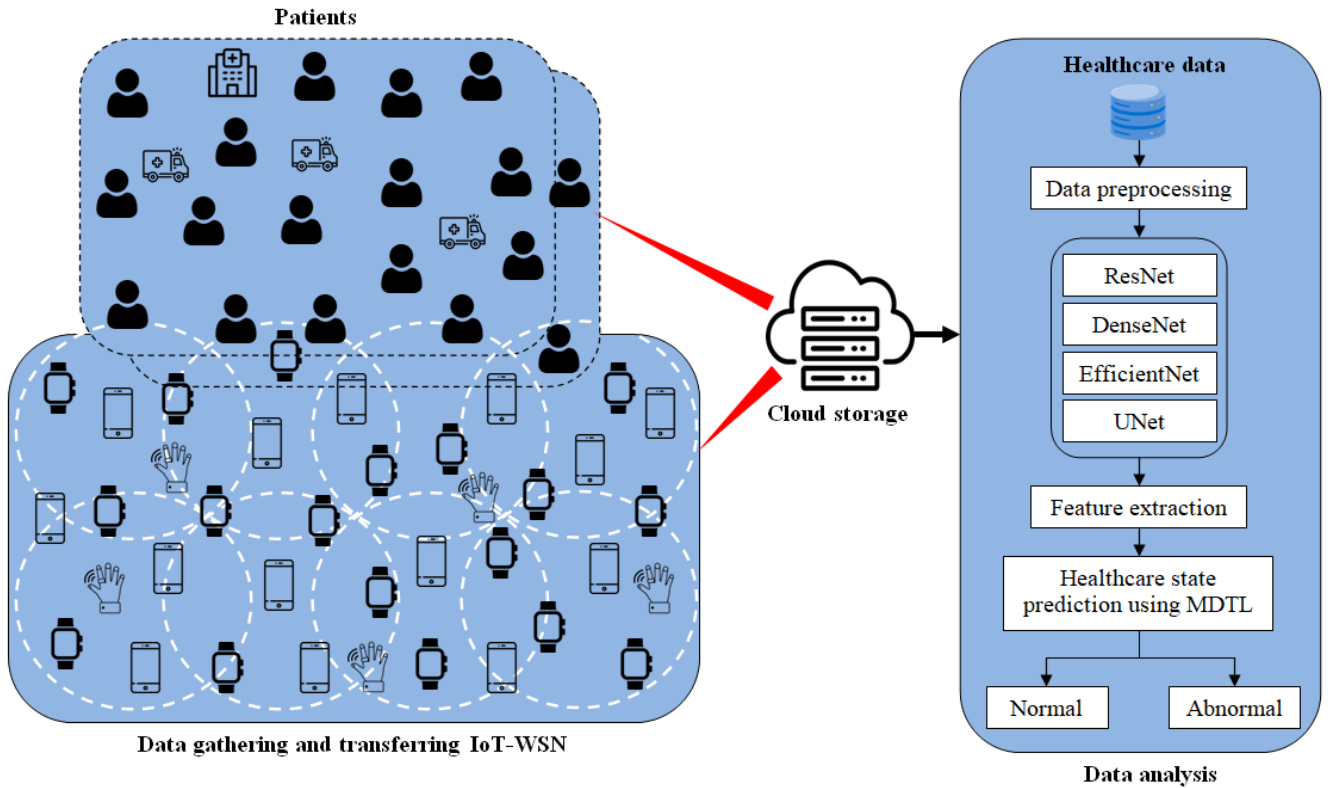 Patients
Data gathering and transferring IoT-WSN
Cloud storage
Healthcare data
Data preprocessing
ResNet
DenseNet
EfficientNet
UNet
Feature extraction
Healthcare state
prediction using MDTL
Normal
Abnormal
Data analysis